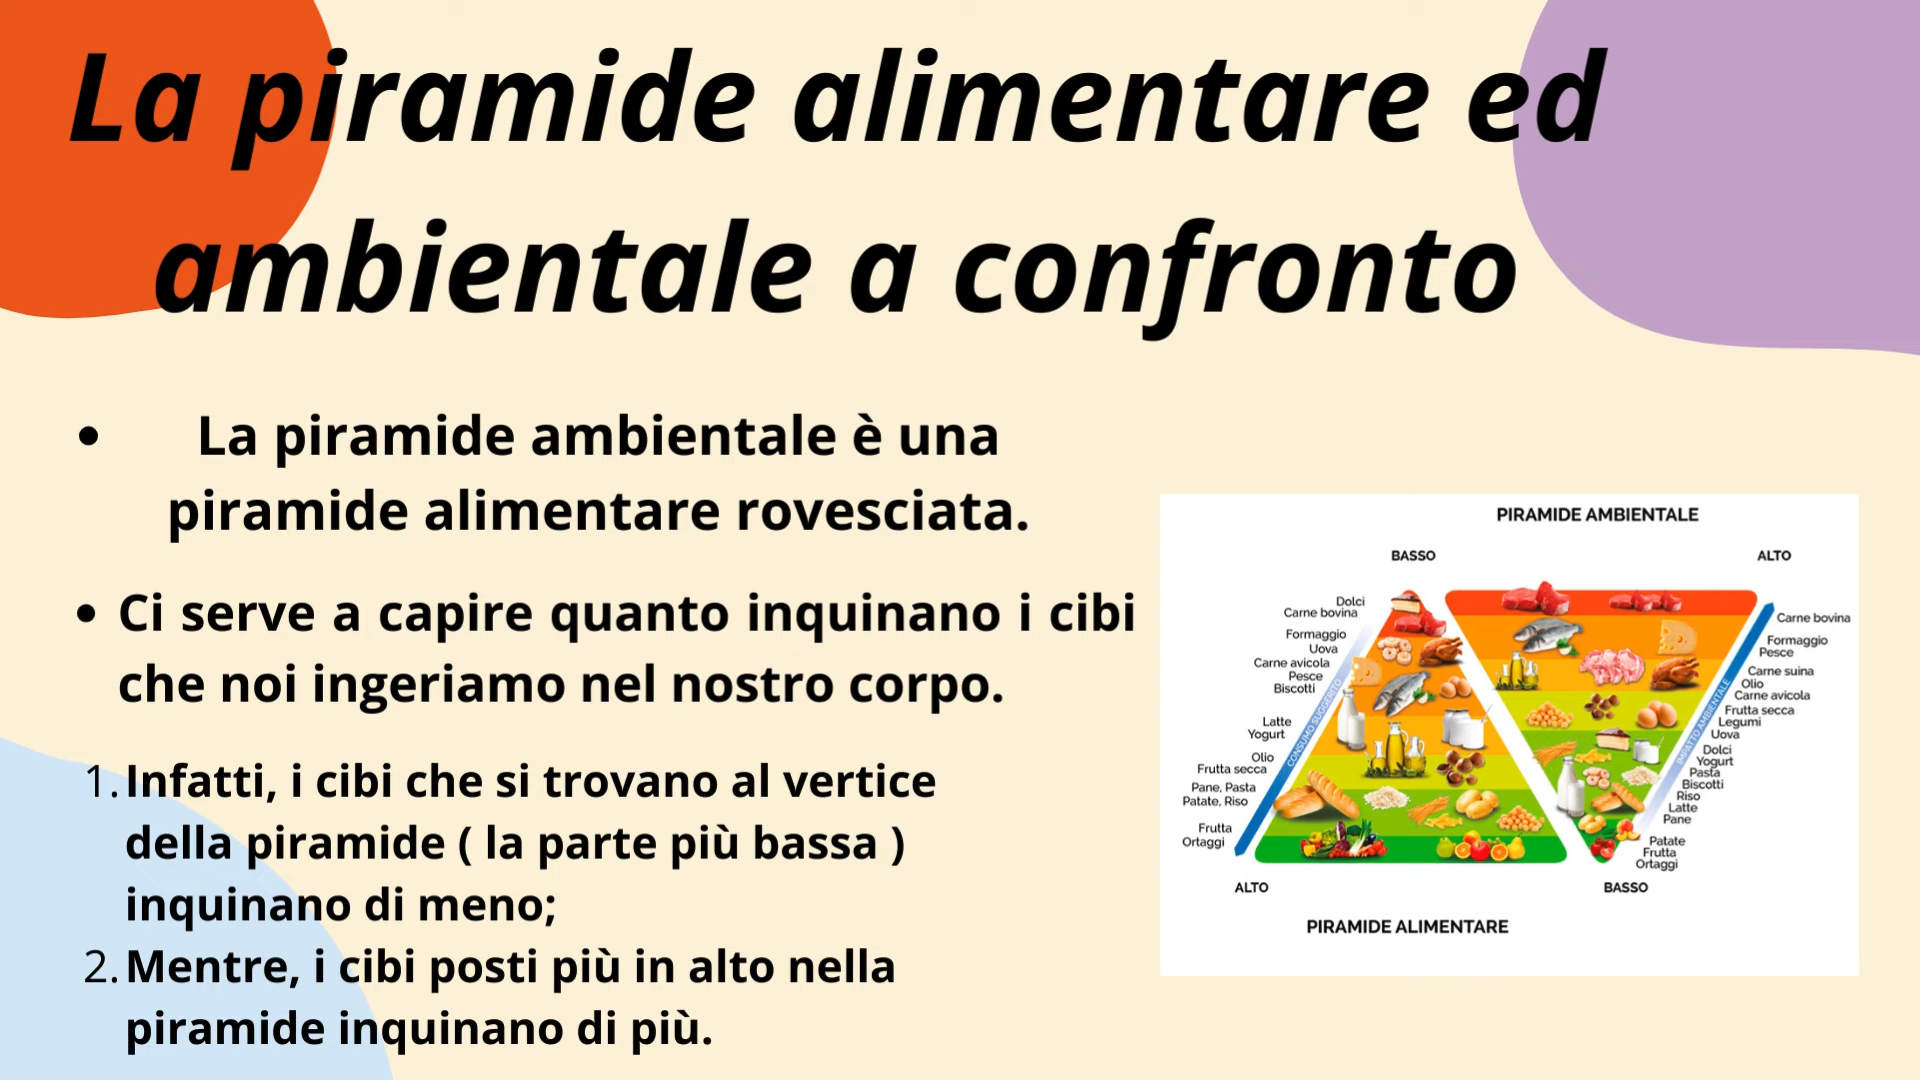 La piramide alimentare ed
ambientale a confronto
• La piramide ambientale è una
piramide alimentare rovesciata.
• Ci serve a capire quanto inquinano i cibi
che noi ingeriamo nel nostro corpo.
1. Infatti, i cibi che si trovano al vertice
della piramide ( la parte più bassa )
inquinano di meno;
2. Mentre, i cibi posti più in alto nella
piramide inquinano di più.
PIRAMIDE AMBIENTALE
BASSO
ALTO
Dolci
Carne bovina
Formaggio
Uova
Carne avicola
Pesce
Biscotti
Latte
Yogurt
Olio
Frutta secca
Pane, Pasta
Patate, Riso
Frutta
Ortaggi
CONSUMO SUGGERITO
Carne bovina
Formaggio
Pesce
Carne suina
Olio
Carne avicola
Frutta secca
Legumi
Uova
Dolci
Yogurt
Pasta
Biscotti
Riso
Latte
Pane
Patate
Frutta
Ortaggi
IMPATTO AMBIENTALE
ALTO
BASSO
PIRAMIDE ALIMENTARE